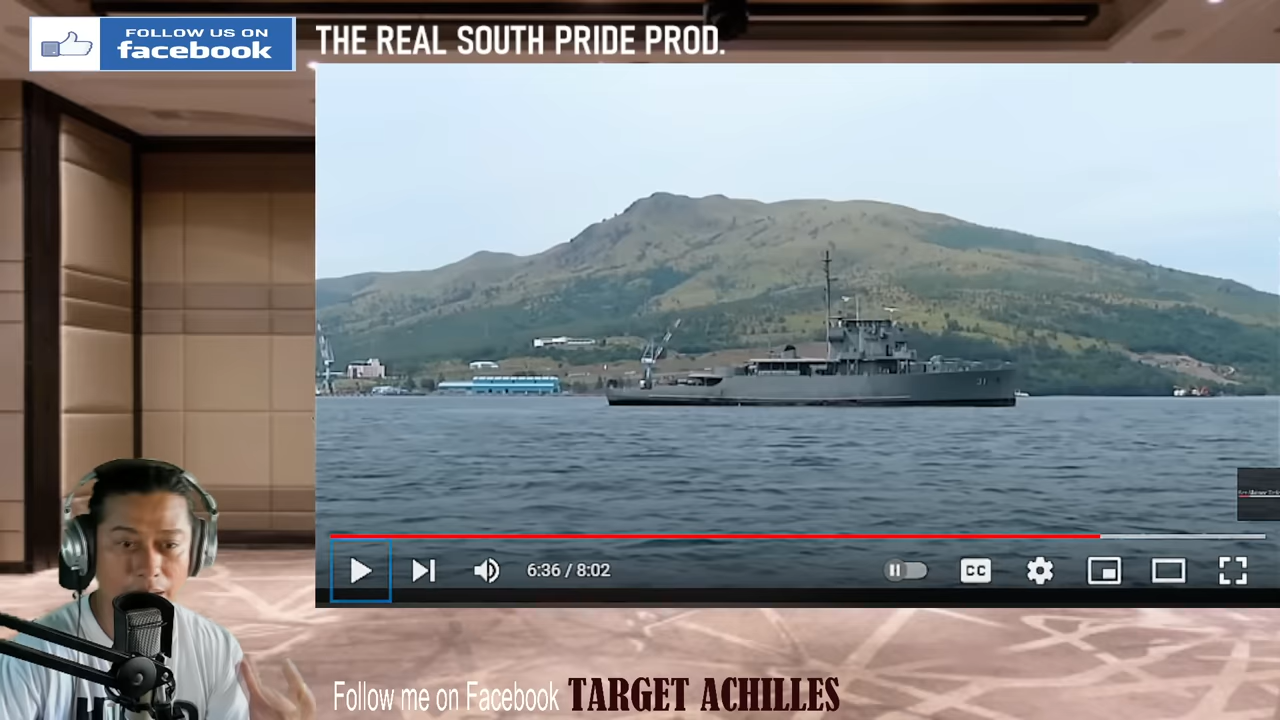 FOLLOW US ON
facebook
THE REAL SOUTH PRIDE PROD.
31
6:36 / 8:02
CC
Follow me on Facebook TARGET ACHILLES